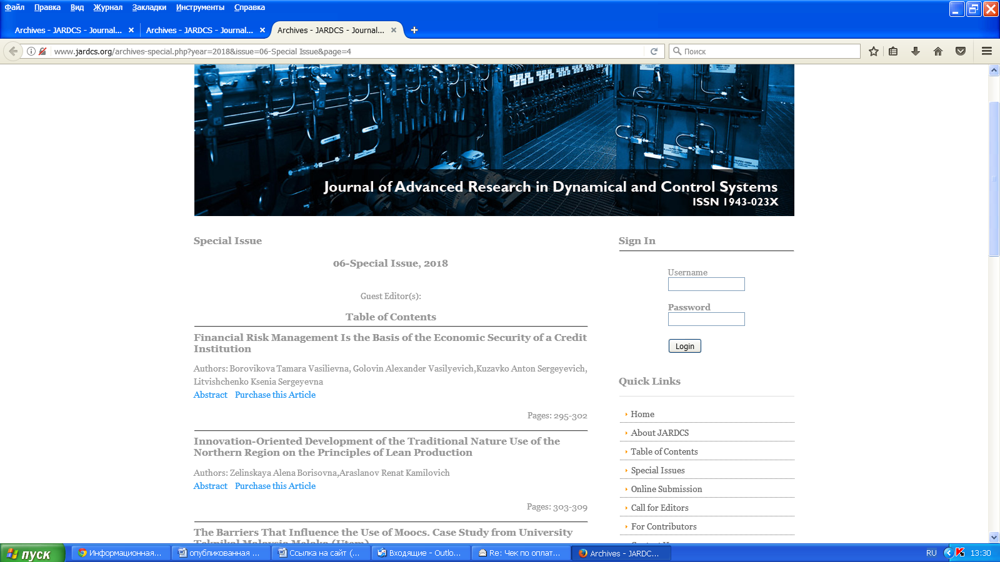 Файл Правка Вид Журнал Закладки Инструменты Справка
Archives - JARDCS - Journal... Archives - JARDCS - Journal... Archives - JARDCS - Journal...
www.jardcs.org/archives-special.php?year=2018&issue=06-Special Issue&page=4
Поиск
Journal of Advanced Research in Dynamical and Control Systems
ISSN 1943-023X
Special Issue
06-Special Issue, 2018
Guest Editor(s):
Table of Contents
Financial Risk Management Is the Basis of the Economic Security of a Credit
Institution
Authors: Borovikova Tamara Vasilievna, Golovin Alexander Vasilyevich,Kuzavko Anton Sergeyevich,
Litvishchenko Ksenia Sergeyevna
Abstract Purchase this Article
Pages: 295-302
Innovation-Oriented Development of the Traditional Nature Use of the
Northern Region on the Principles of Lean Production
Authors: Zelinskaya Alena Borisovna,Araslanov Renat Kamilovich
Abstract Purchase this Article
Pages: 303-309
The Barriers That Influence the Use of Moocs. Case Study from University
Teknikal Malaysia Melaka (Utem)
Sign In
Username
Password
Login
Quick Links
Home
About JARDCS
Table of Contents
Special Issues
Online Submission
Call for Editors
For Contributors
пуск
Информационная...
опубликованная ...
Ссылка на сайт (...
Входящие - Outlo...
Re: Чек по оплат...
Archives - JARDC...
RU
13:30